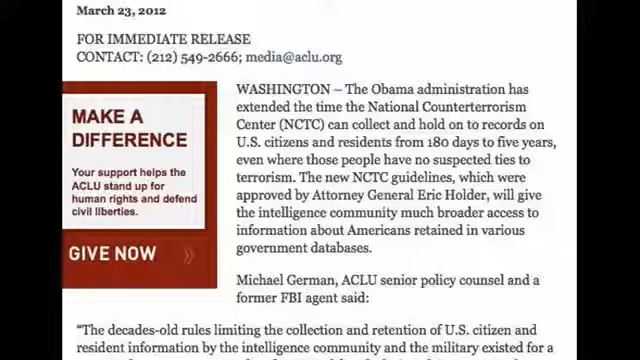 March 23, 2012
FOR IMMEDIATE RELEASE
CONTACT: (212) 549-2666; media@aclu.org
MAKE A
DIFFERENCE
Your support helps the
ACLU stand up for
human rights and defend
civil liberties.
GIVE NOW »
WASHINGTON – The Obama administration has
extended the time the National Counterterrorism
Center (NCTC) can collect and hold on to records on
U.S. citizens and residents from 180 days to five years,
even where those people have no suspected ties to
terrorism. The new NCTC guidelines, which were
approved by Attorney General Eric Holder, will give
the intelligence community much broader access to
information about Americans retained in various
government databases.
Michael German, ACLU senior policy counsel and a
former FBI agent said:
“The decades-old rules limiting the collection and retention of U.S. citizen and
resident information by the intelligence community and the military existed for a